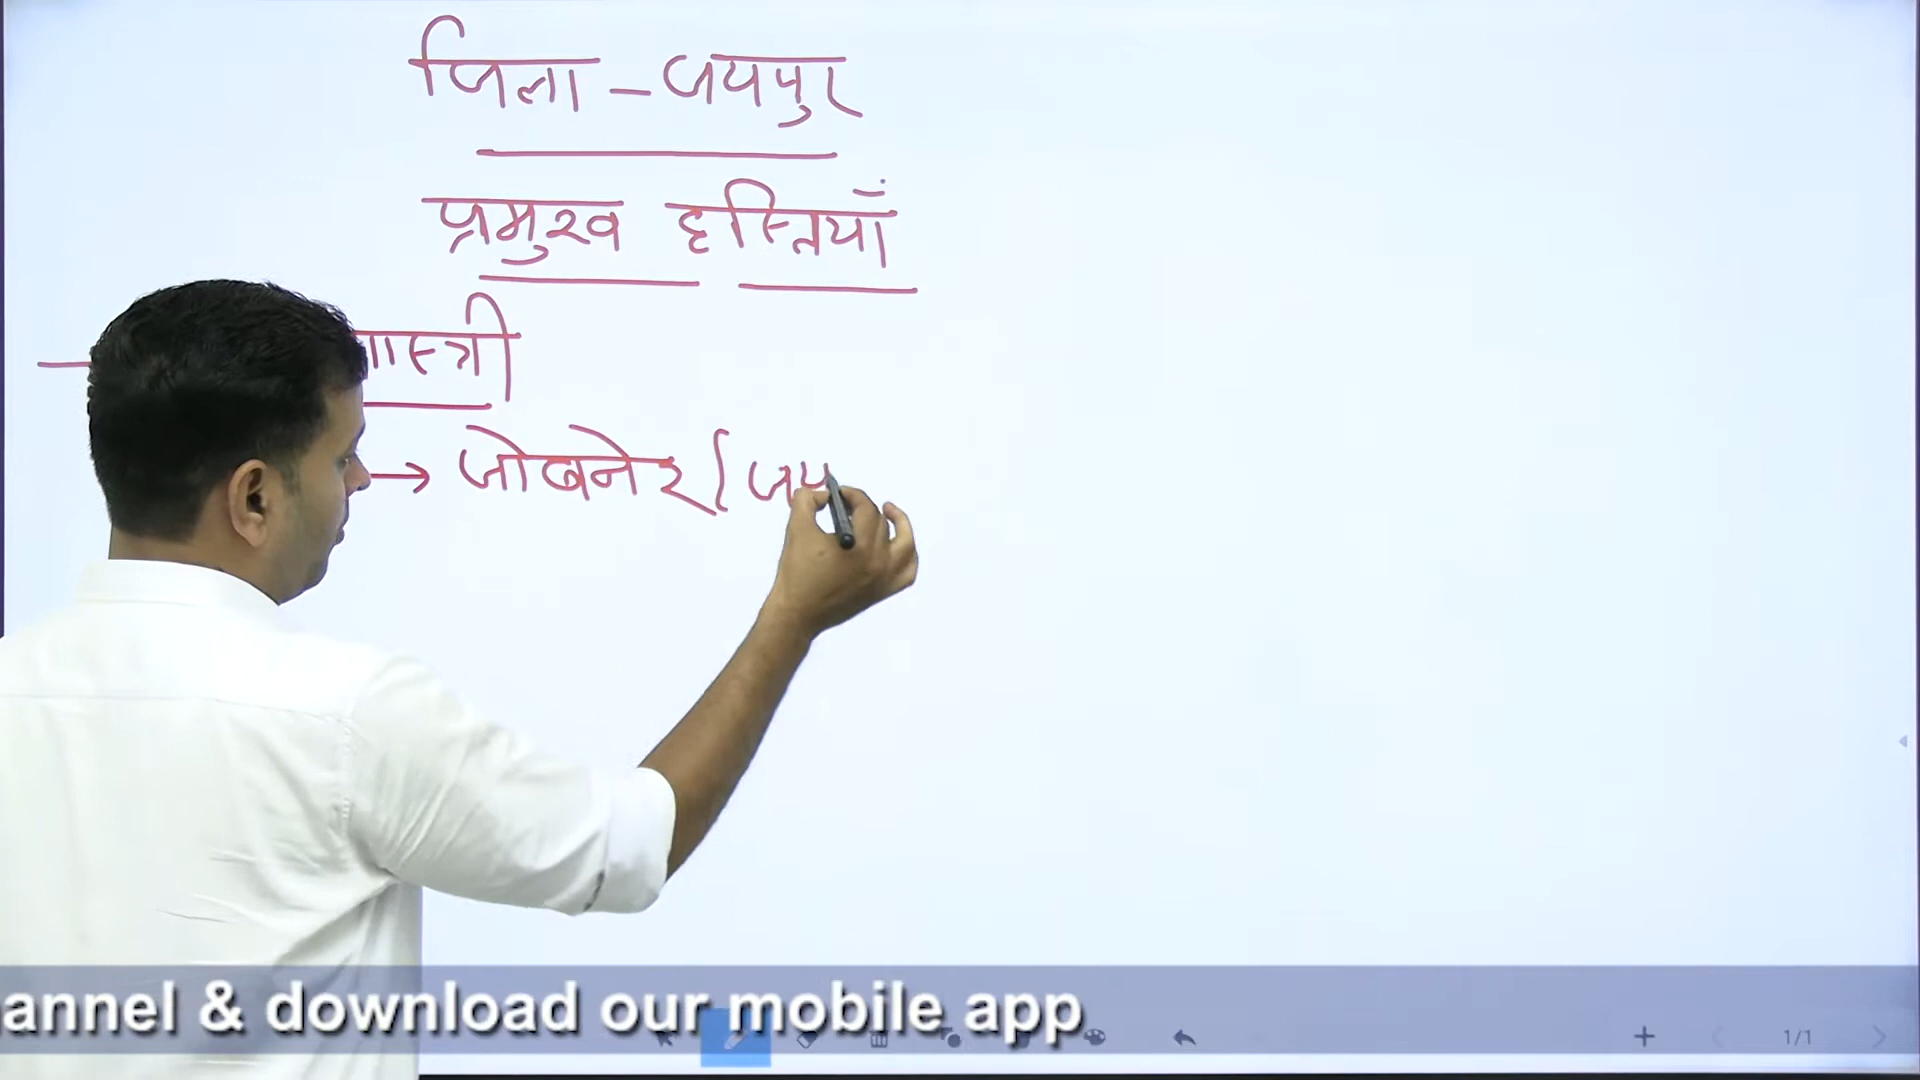 जिला - जयपुर
प्रमुख हस्तियाँ
जोबनेर (जय
annel & download our mobile app
1/1